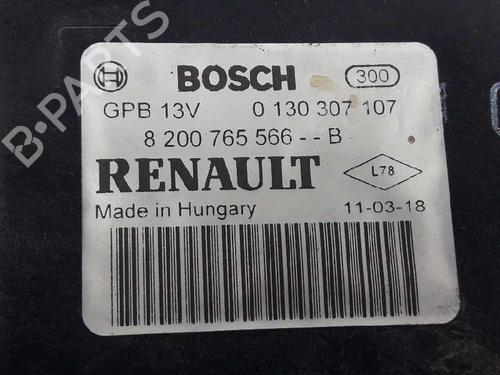 BOSCH 300
GPB 13V 0 130 307 107
8 200 765 566 - - B
RENAULT
L78
Made in Hungary 11-03-18
B-PARTS